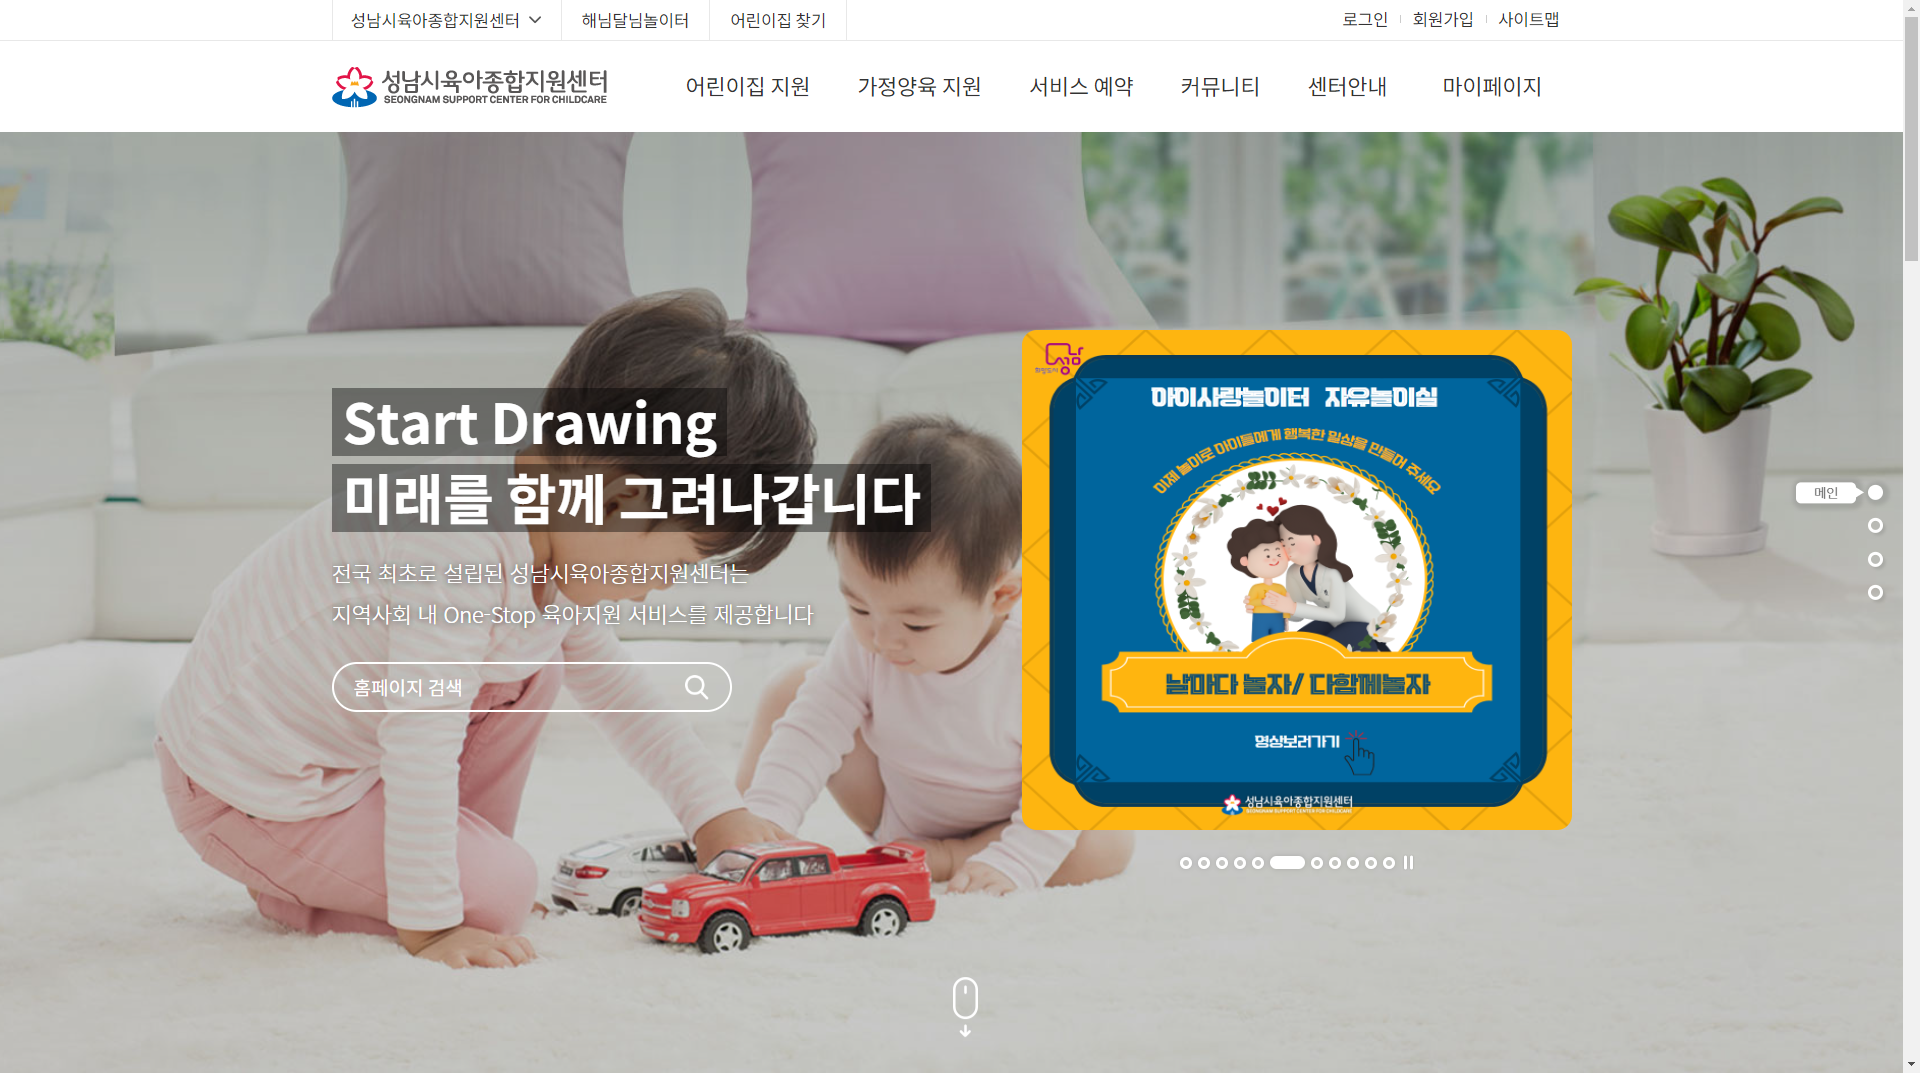 성남시육아종합지원센터
해님달님놀이터
어린이집 찾기
로그인
회원가입
사이트맵
성남시육아종합지원센터
SEONGNAM SUPPORT CENTER FOR CHILDCARE
어린이집 지원
가정양육 지원
서비스 예약
커뮤니티
센터안내
마이페이지
Start Drawing
미래를 함께 그려나갑니다
전국 최초로 설립된 성남시육아종합지원센터는
지역사회 내 One-Stop 육아지원 서비스를 제공합니다
홈페이지 검색
성남
아이사랑놀이터 자유놀이실
이제 놀이로 아이들에게 행복한 일상을 만들어 주세요
날마다 놀자/ 다함께놀자
영상보러가기
성남시육아종합지원센터
SEONGNAM SUPPORT CENTER FOR CHILDCARE
메인